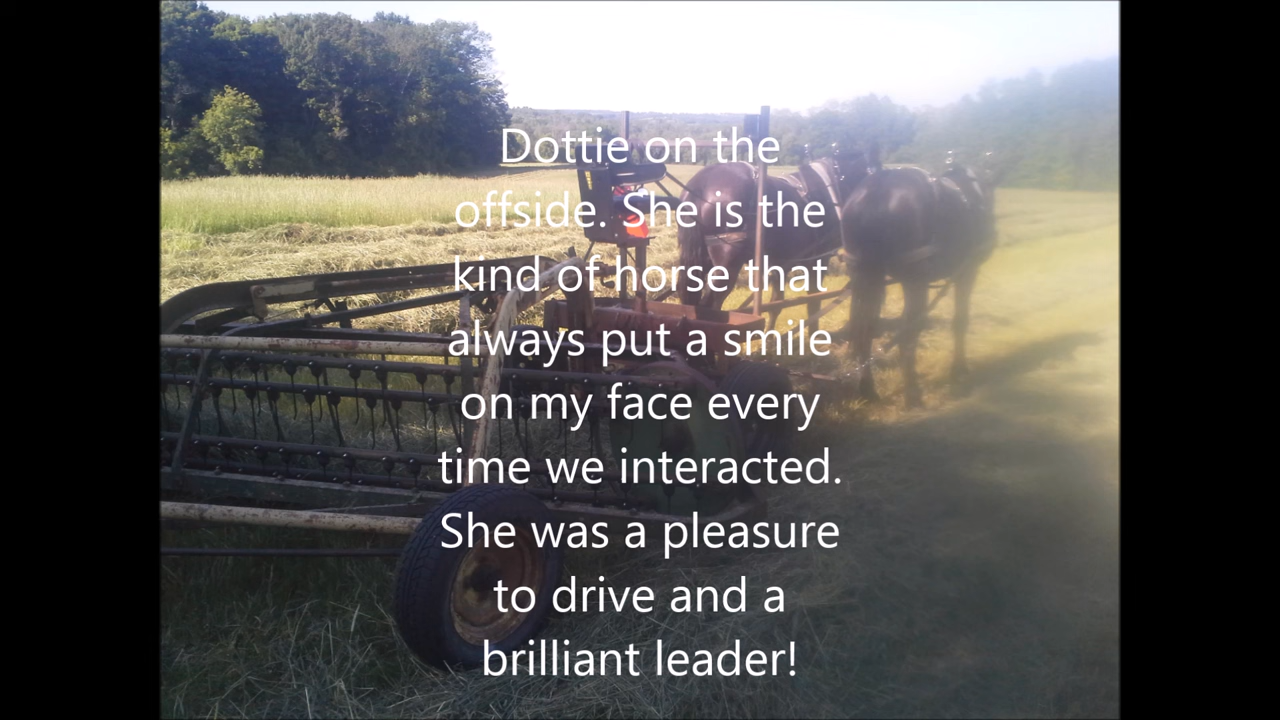 Dottie on the
offside. She is the
kind of horse that
always put a smile
on my face every
time we interacted.
She was a pleasure
to drive and a
brilliant leader!